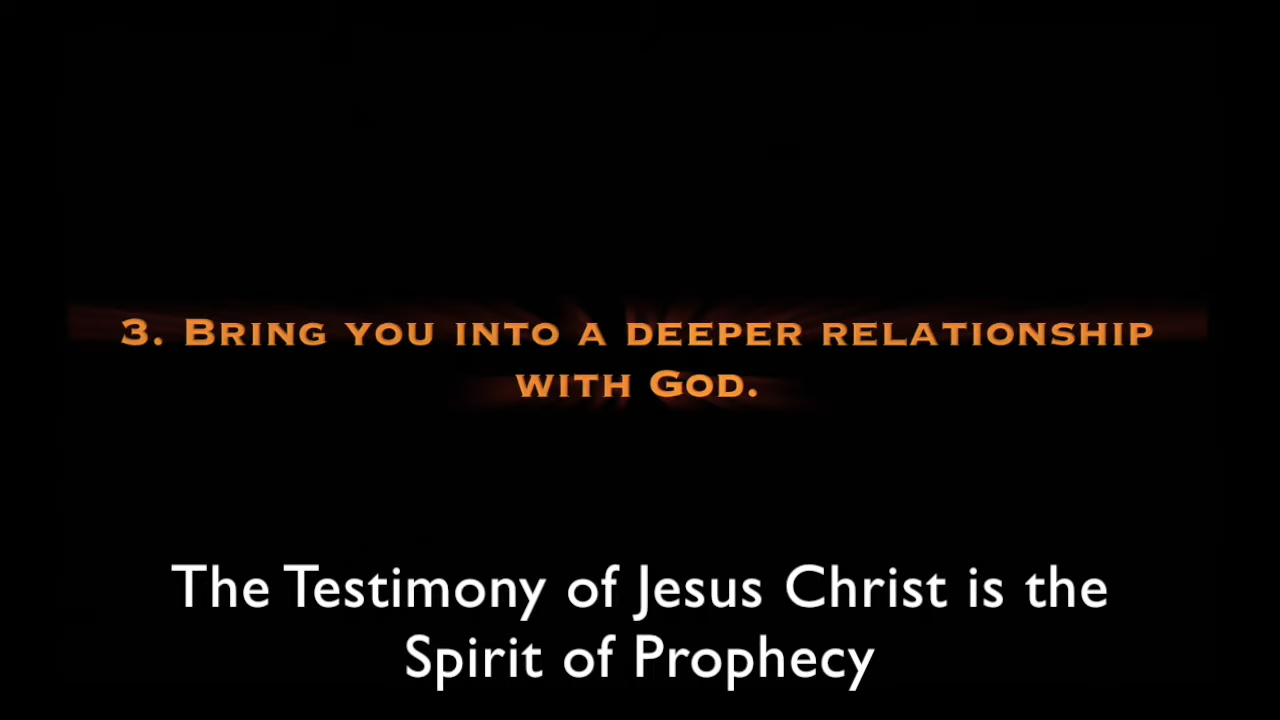 3. Bring you into a deeper relationship
with God.
The Testimony of Jesus Christ is the
Spirit of Prophecy